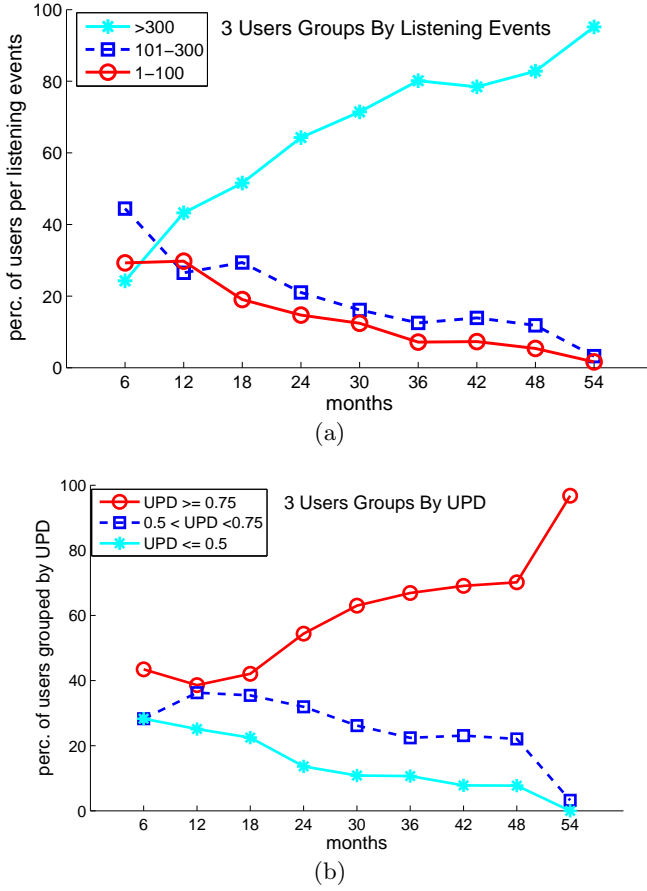 3 Users Groups By Listening Events
>300
101−300
1−100
perc. of users per listening events
100
80
60
40
20
0
6 12 18 24 30 36 42 48 54
months
(a)
3 Users Groups By UPD
UPD >= 0.75
0.5 < UPD <0.75
UPD <= 0.5
perc. of users grouped by UPD
100
80
60
40
20
0
6 12 18 24 30 36 42 48 54
months
(b)